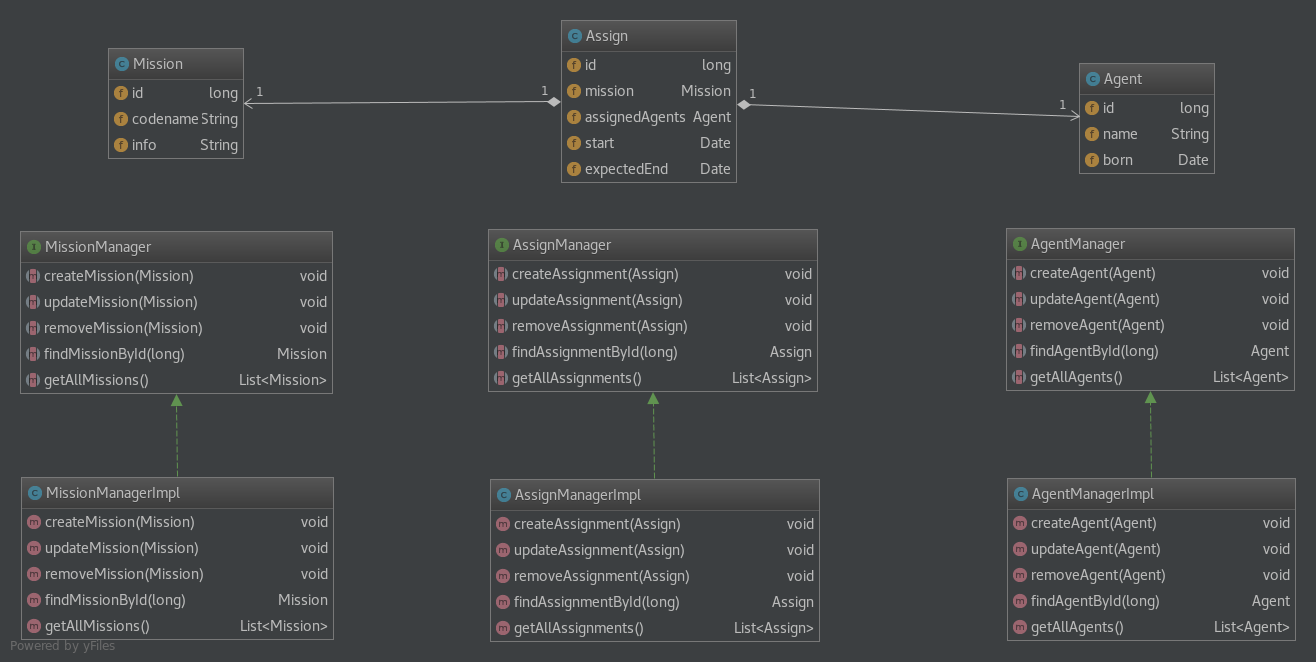 Mission
id long
codename String
info String
1 1
Assign
id long
mission Mission
assignedAgents Agent
start Date
expectedEnd Date
1 1
Agent
id long
name String
born Date
MissionManager
createMission(Mission) void
updateMission(Mission) void
removeMission(Mission) void
findMissionById(long) Mission
getAllMissions() List<Mission>
AssignManager
createAssignment(Assign) void
updateAssignment(Assign) void
removeAssignment(Assign) void
findAssignmentById(long) Assign
getAllAssignments() List<Assign>
AgentManager
createAgent(Agent) void
updateAgent(Agent) void
removeAgent(Agent) void
findAgentById(long) Agent
getAllAgents() List<Agent>
MissionManagerImpl
createMission(Mission) void
updateMission(Mission) void
removeMission(Mission) void
findMissionById(long) Mission
getAllMissions() List<Mission>
AssignManagerImpl
createAssignment(Assign) void
updateAssignment(Assign) void
removeAssignment(Assign) void
findAssignmentById(long) Assign
getAllAssignments() List<Assign>
AgentManagerImpl
createAgent(Agent) void
updateAgent(Agent) void
removeAgent(Agent) void
findAgentById(long) Agent
getAllAgents() List<Agent>
Powered by yFiles